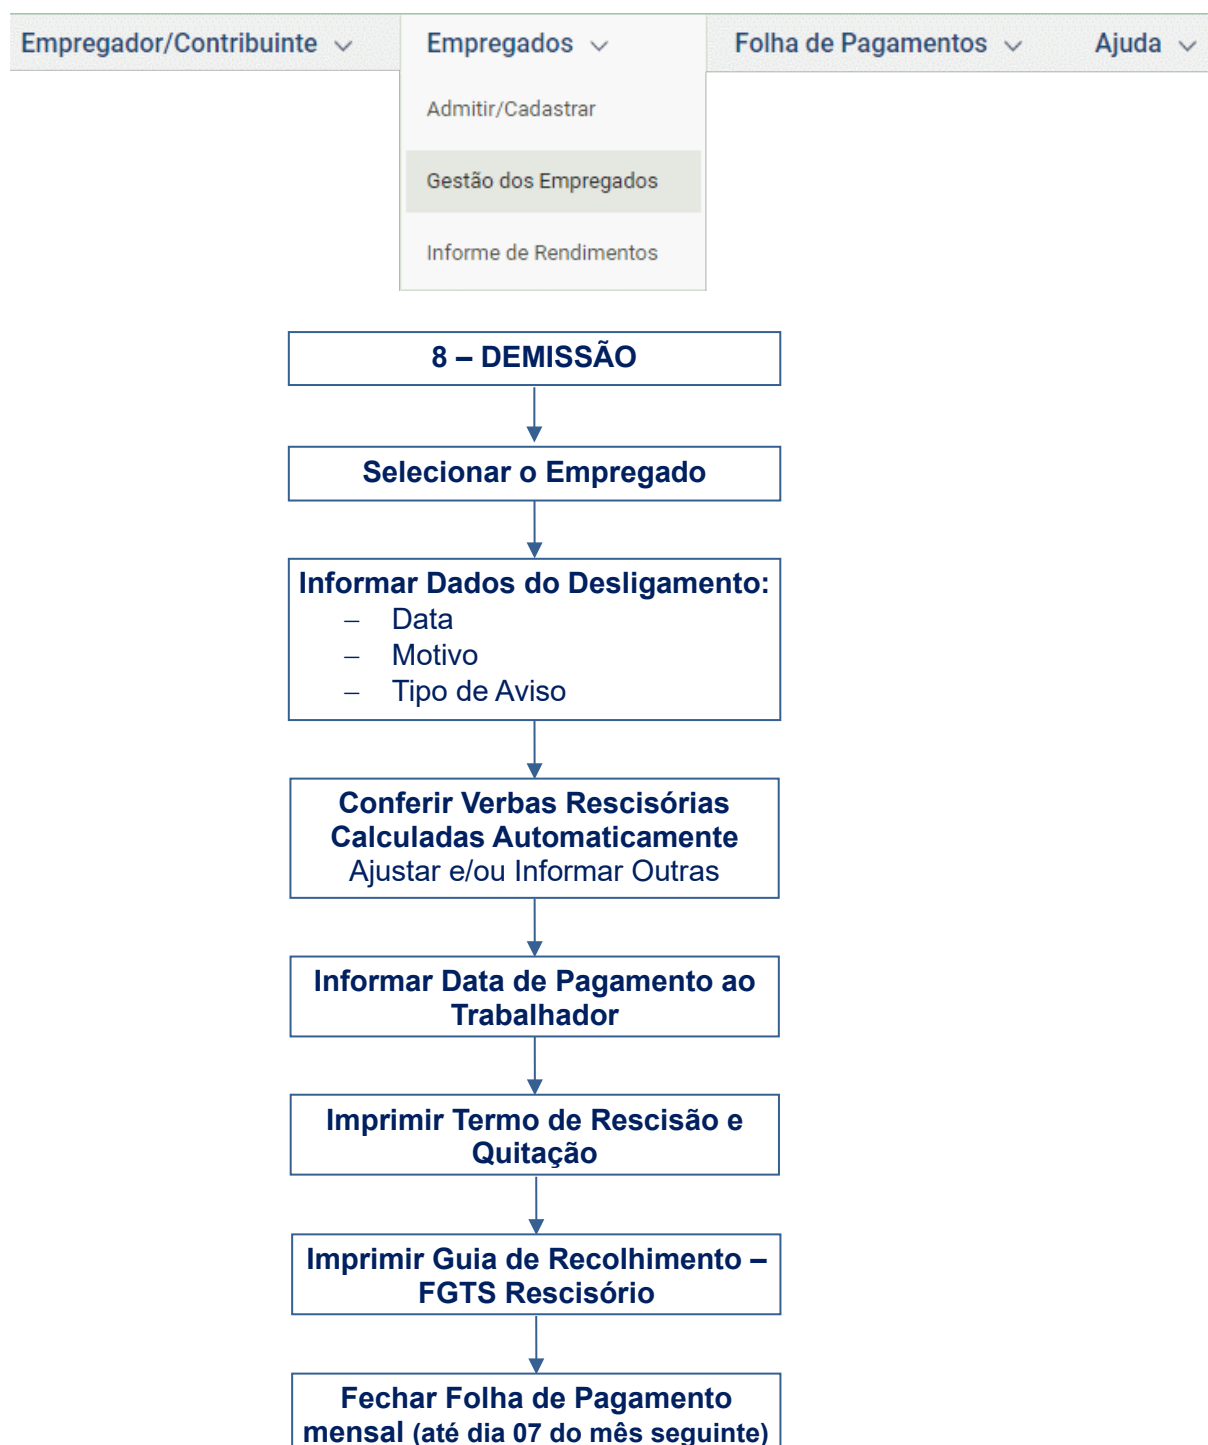 Empregador/Contribuinte Empregados Folha de Pagamentos Ajuda
Admitir/Cadastrar
Gestão dos Empregados
Informe de Rendimentos
8 – DEMISSÃO
Selecionar o Empregado
Informar Dados do Desligamento:
– Data
– Motivo
– Tipo de Aviso
Conferir Verbas Rescisórias
Calculadas Automaticamente
Ajustar e/ou Informar Outras
Informar Data de Pagamento ao
Trabalhador
Imprimir Termo de Rescisão e
Quitação
Imprimir Guia de Recolhimento –
FGTS Rescisório
Fechar Folha de Pagamento
mensal (até dia 07 do mês seguinte)